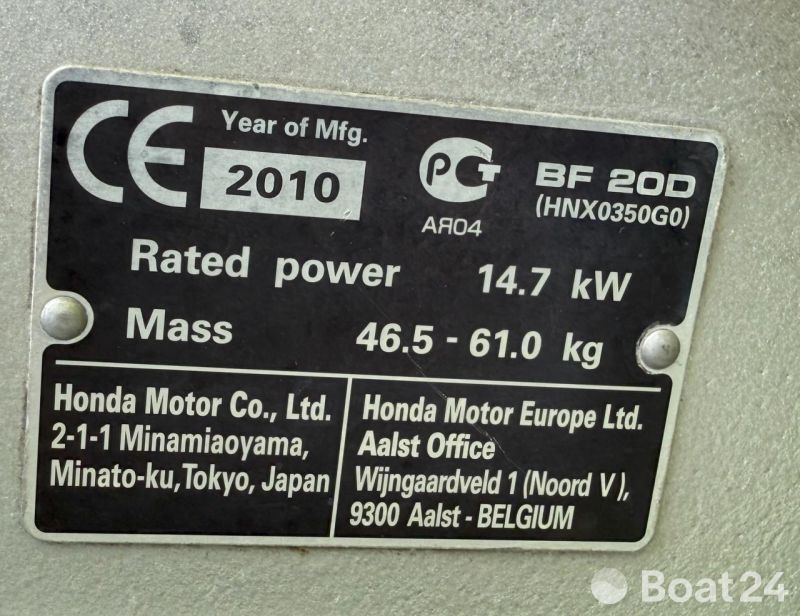 CE
Year of Mfg.
2010
РСТ
АЯ04
BF 20D
(HNX0350G0)
Rated power 14.7 kW
Mass 46.5 - 61.0 kg
Honda Motor Co., Ltd.
2-1-1 Minamiaoyama,
Minato-ku, Tokyo, Japan
Honda Motor Europe Ltd.
Aalst Office
Wijngaardveld 1 (Noord V),
9300 Aalst - BELGIUM
Boat24